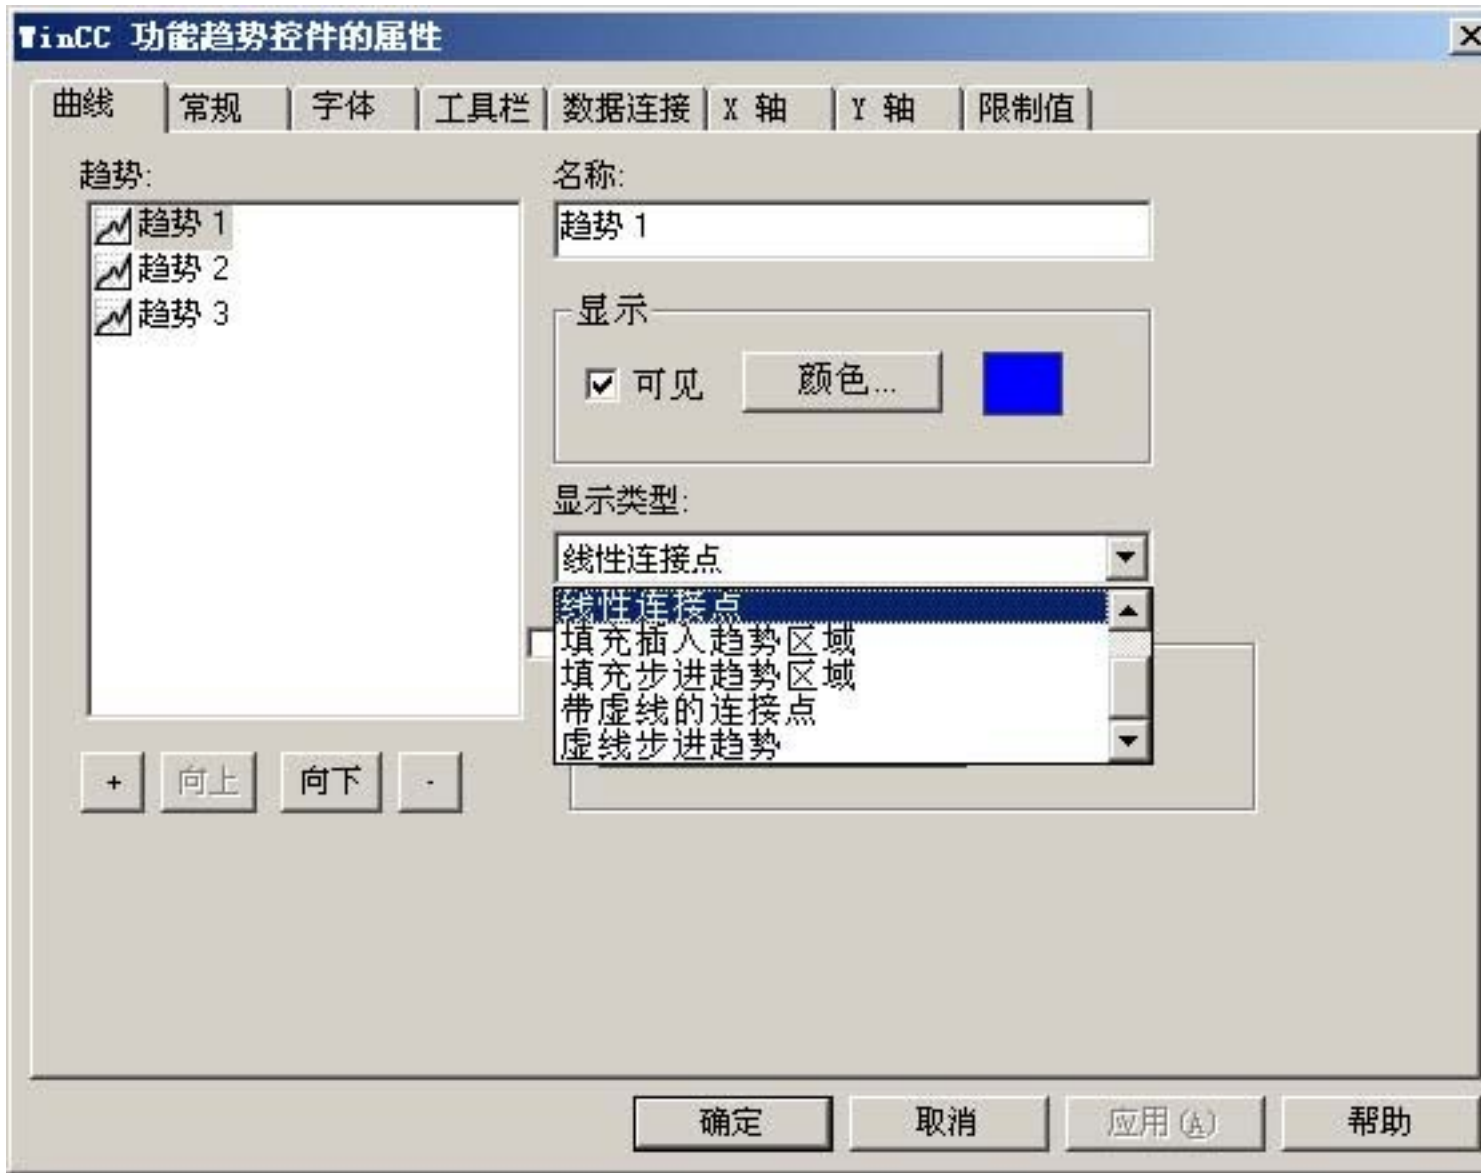 WinCC 功能趋势控件的属性
曲线 常规 字体 工具栏 数据连接 X 轴 Y 轴 限制值
趋势:
趋势 1
趋势 2
趋势 3
+ 向上 向下 -
名称:
趋势 1
显示
可见 颜色...
显示类型:
线性连接点
线性连接点
填充插入趋势区域
填充步进趋势区域
带虚线的连接点
虚线步进趋势
确定 取消 应用(A) 帮助